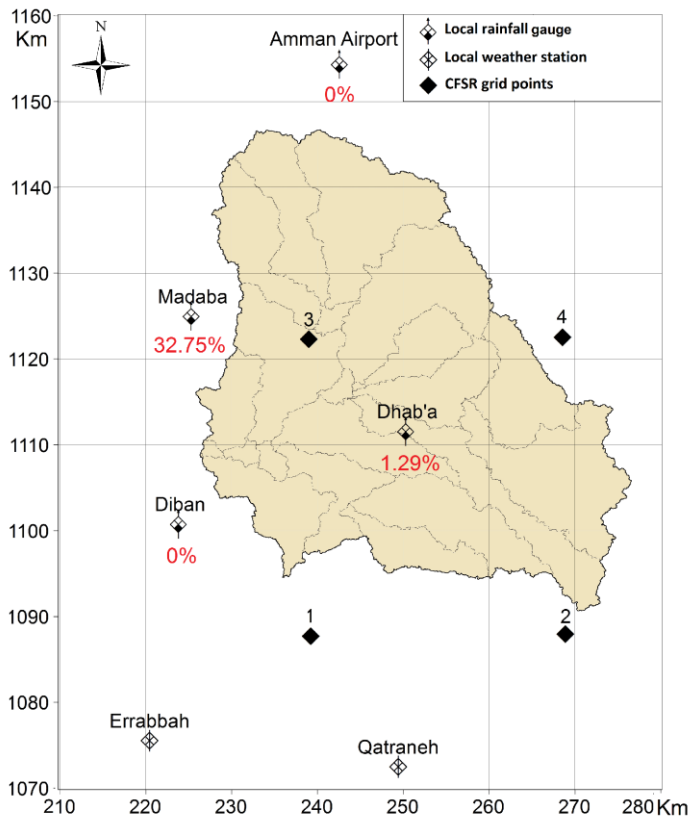 1160
Km
N
Amman Airport
0%
Local rainfall gauge
Local weather station
CFSR grid points
1150
1140
1130
Madaba
32.75%
3
4
1120
Dhab'a
1.29%
1110
Diban
0%
1100
1090
1
2
1080
Errabbah
Qatraneh
1070
210 220 230 240 250 260 270 280 Km